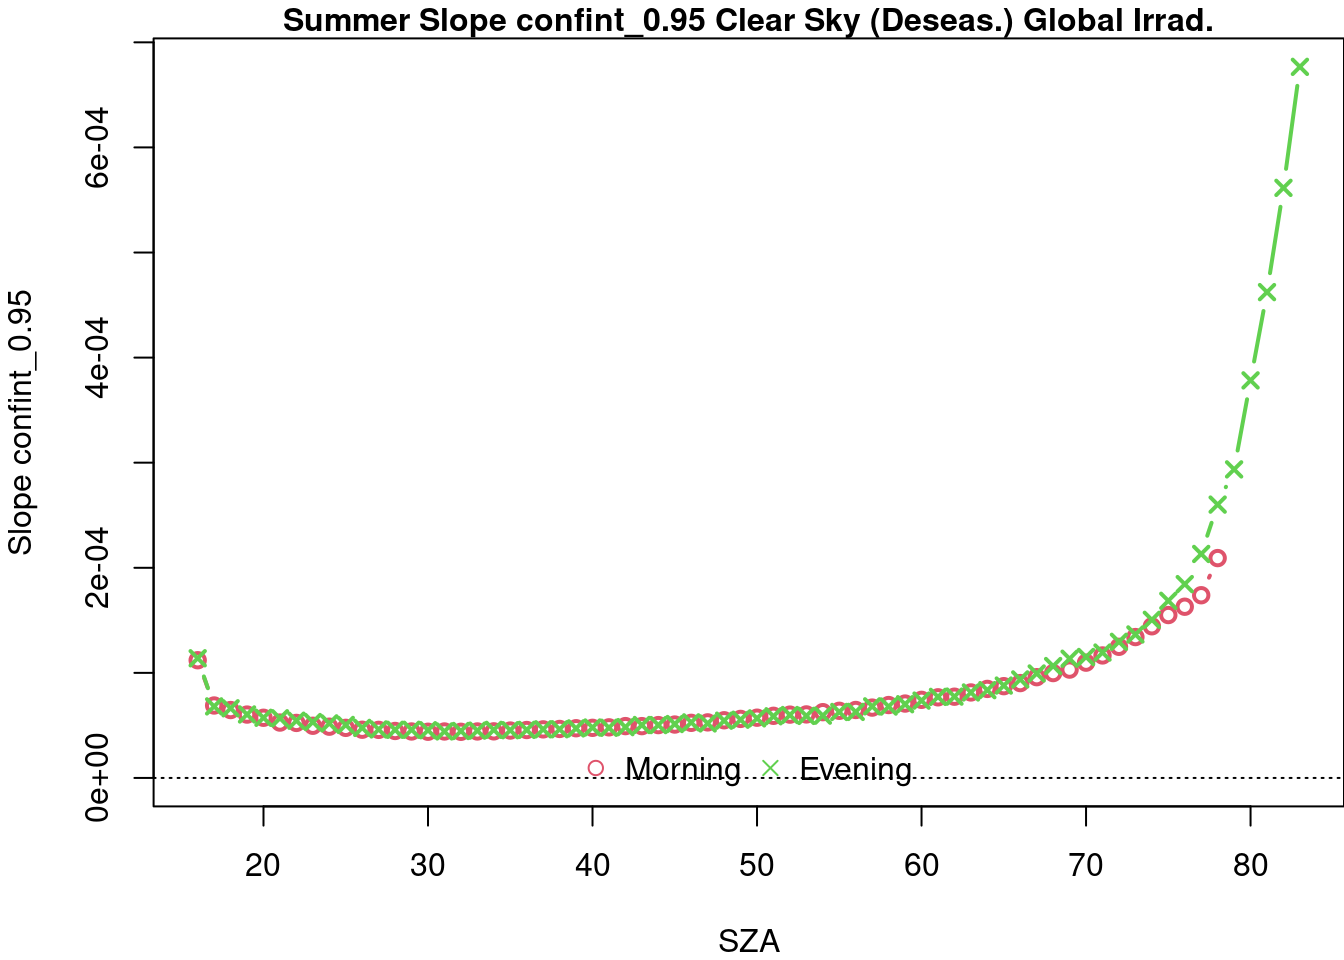 Summer Slope confint_0.95 Clear Sky (Deseas.) Global Irrad.
Slope confint_0.95
6e-04
4e-04
2e-04
0e+00
Morning Evening
20 30 40 50 60 70 80
SZA